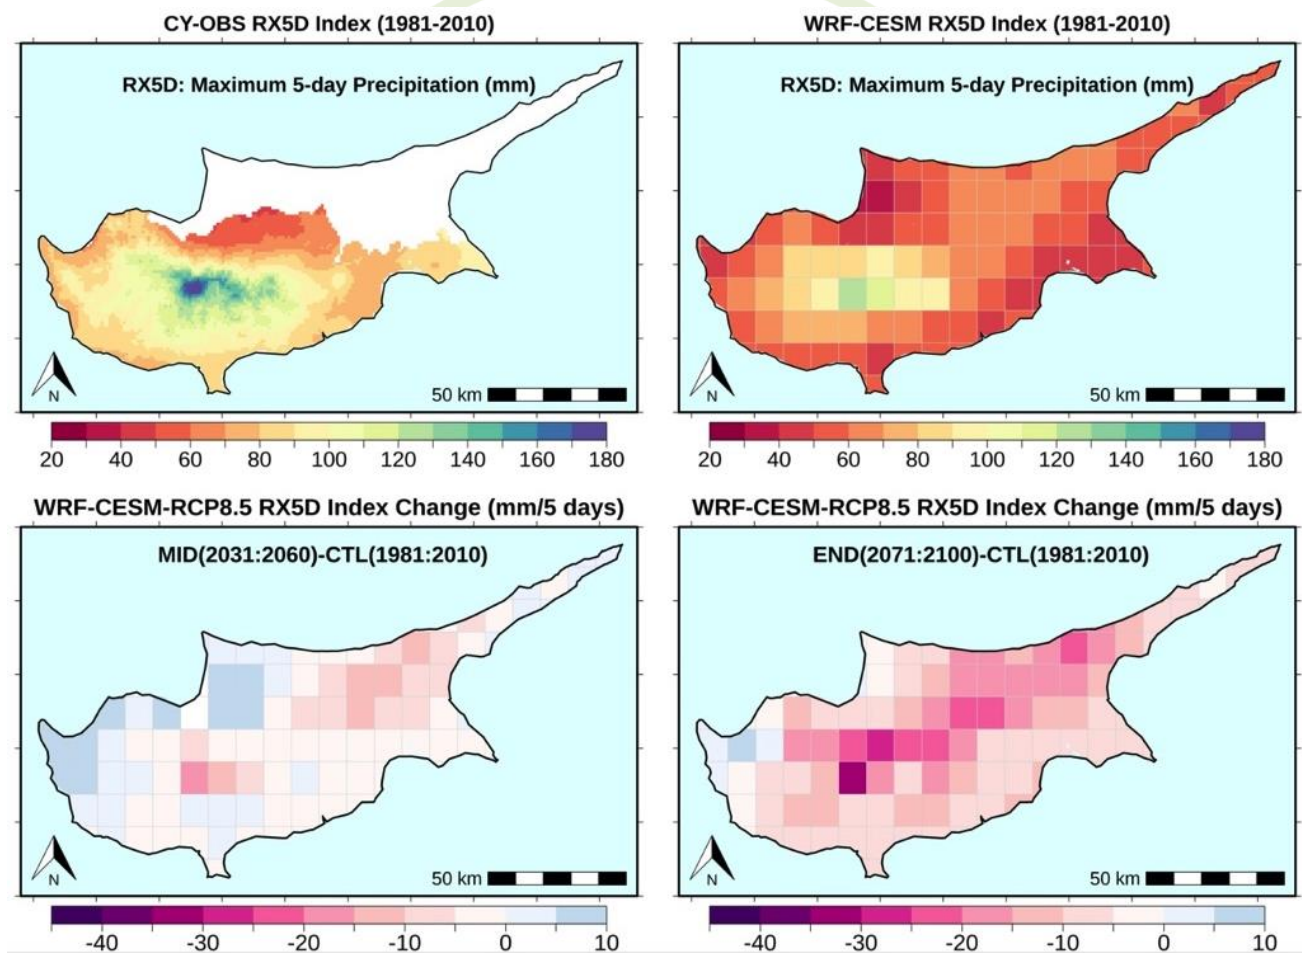 CY-OBS RX5D Index (1981-2010)
RX5D: Maximum 5-day Precipitation (mm)
N
50 km
20 40 60 80 100 120 140 160 180
WRF-CESM RX5D Index (1981-2010)
RX5D: Maximum 5-day Precipitation (mm)
N
50 km
20 40 60 80 100 120 140 160 180
WRF-CESM-RCP8.5 RX5D Index Change (mm/5 days)
MID(2031:2060)-CTL(1981:2010)
N
50 km
-40 -30 -20 -10 0 10
WRF-CESM-RCP8.5 RX5D Index Change (mm/5 days)
END(2071:2100)-CTL(1981:2010)
N
50 km
-40 -30 -20 -10 0 10